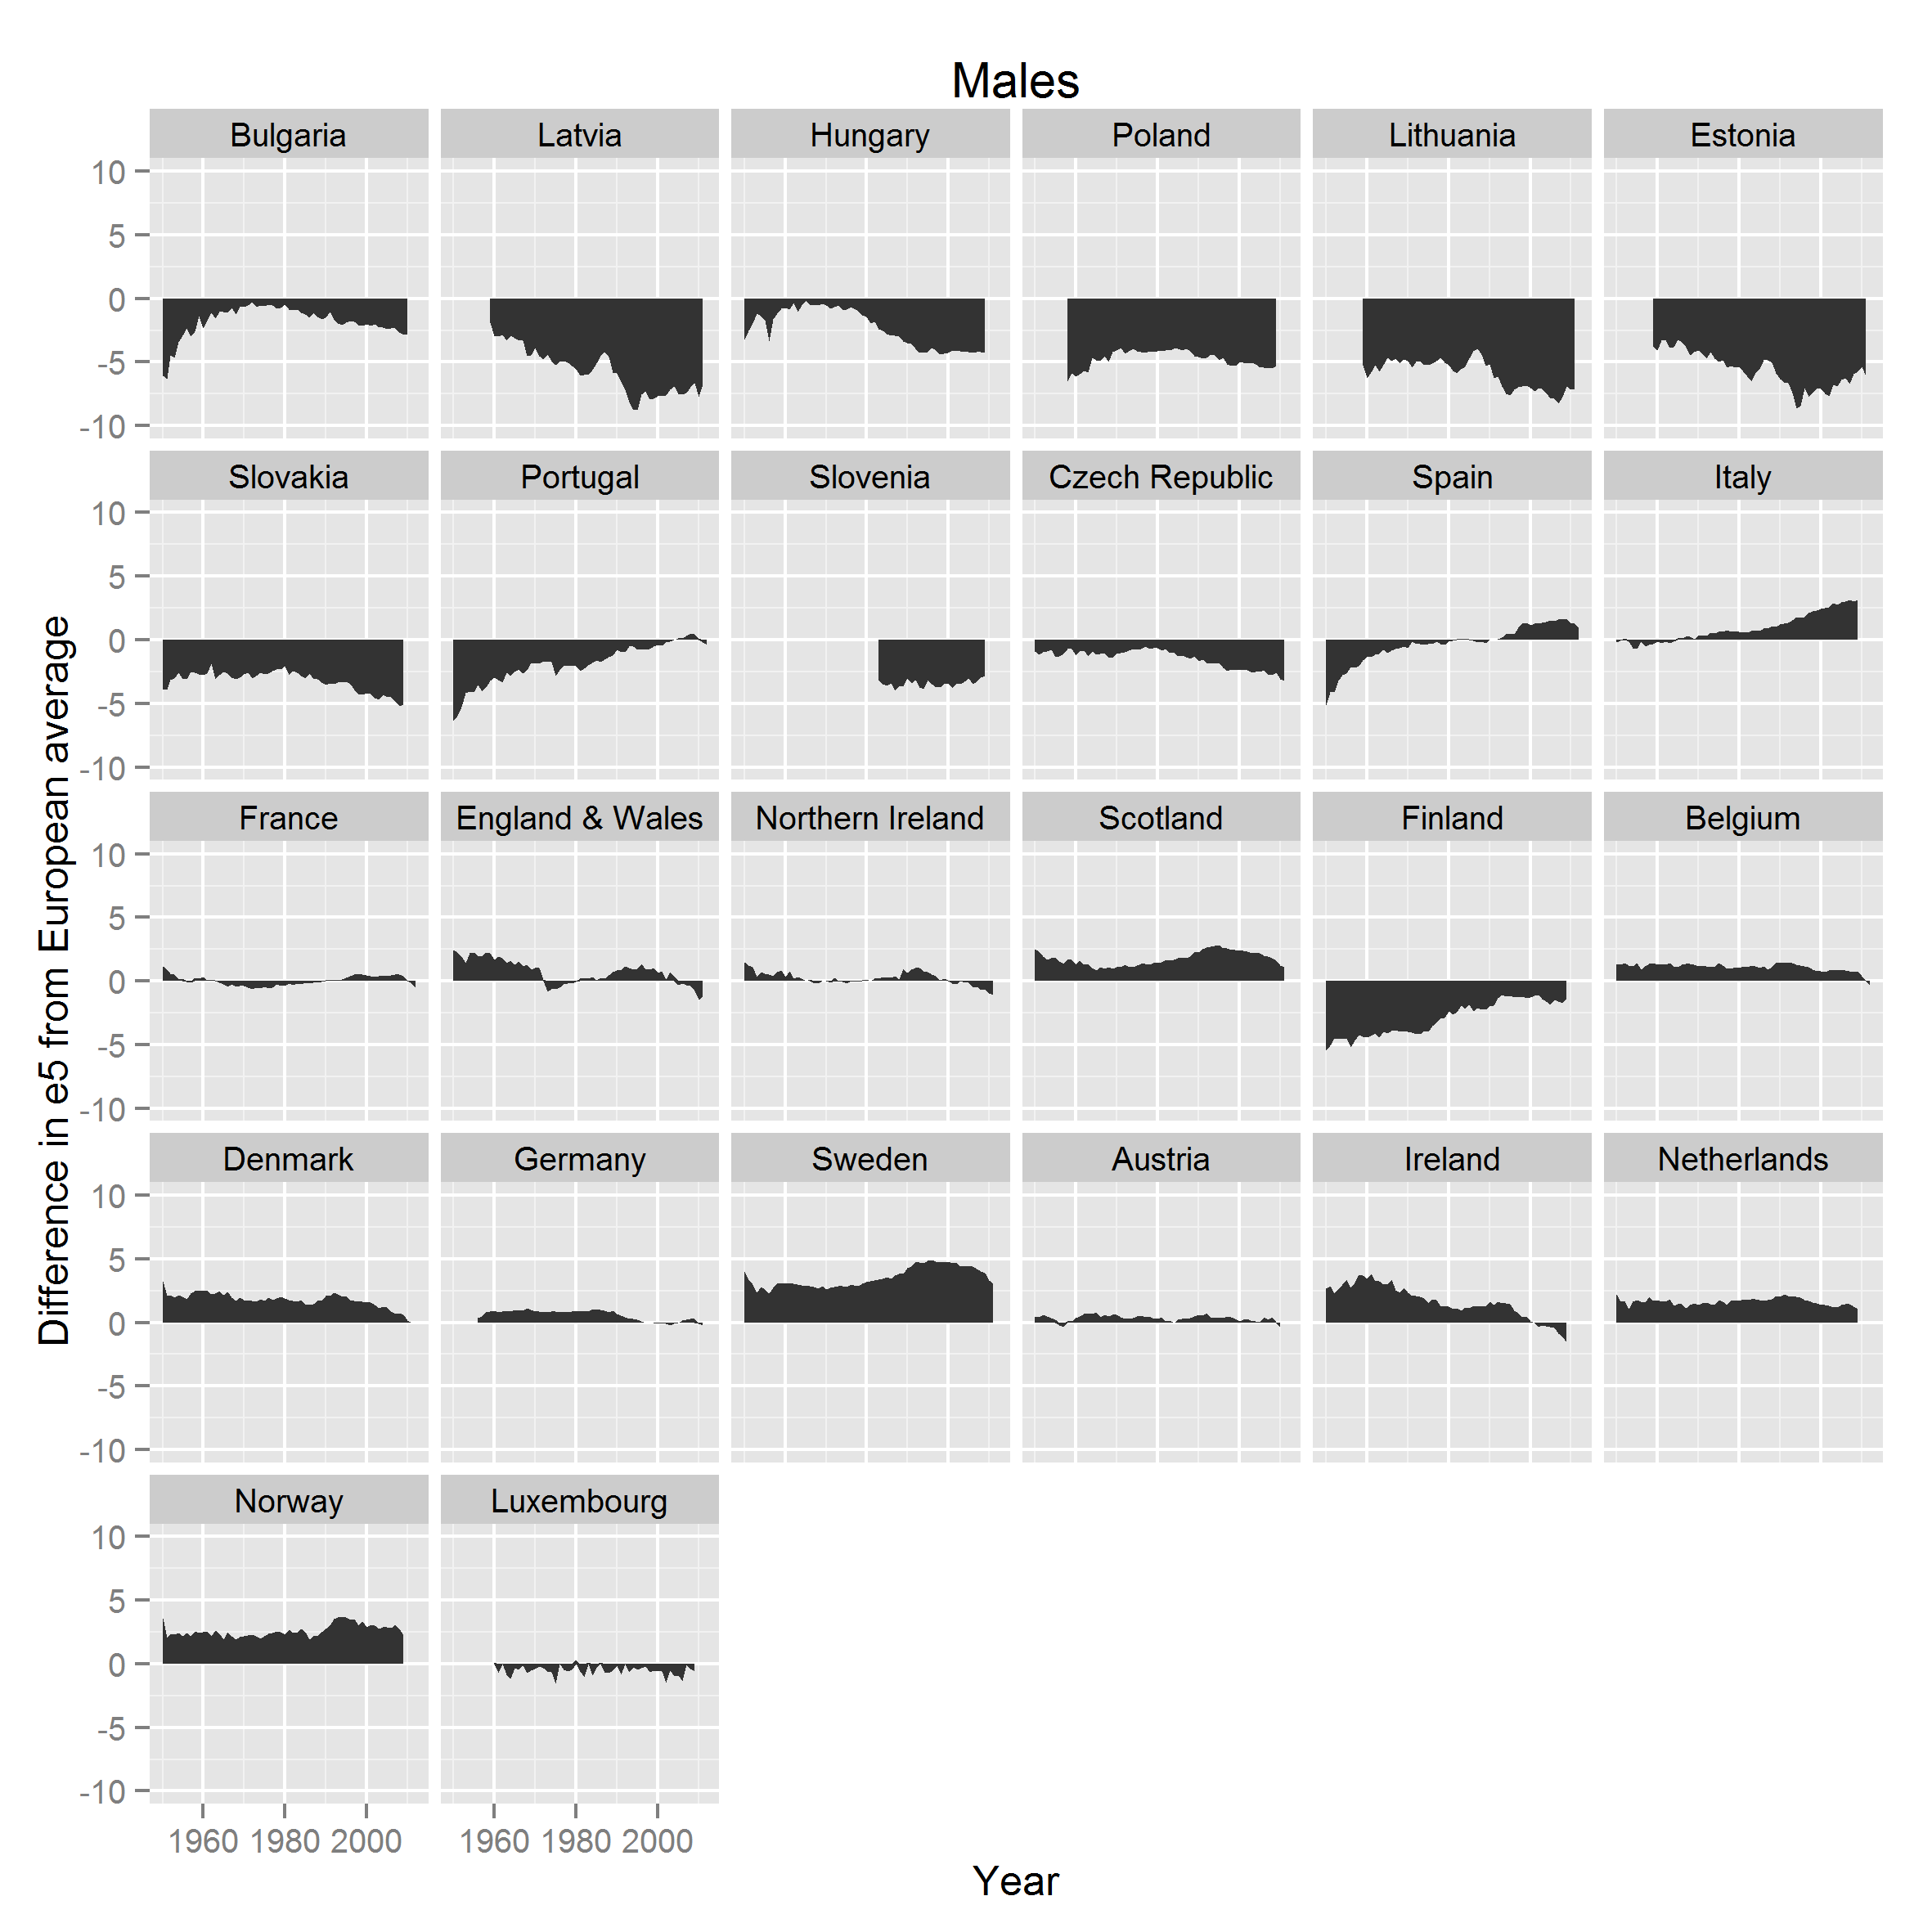 Males
Bulgaria Latvia Hungary Poland Lithuania Estonia
10
5
0
-5
-10
Slovakia Portugal Slovenia Czech Republic Spain Italy
10
5
0
-5
-10
France England & Wales Northern Ireland Scotland Finland Belgium
10
5
0
-5
-10
Denmark Germany Sweden Austria Ireland Netherlands
10
5
0
-5
-10
Norway Luxembourg
10
5
0
-5
-10
1960 1980 2000 1960 1980 2000
Year
Difference in e5 from European average